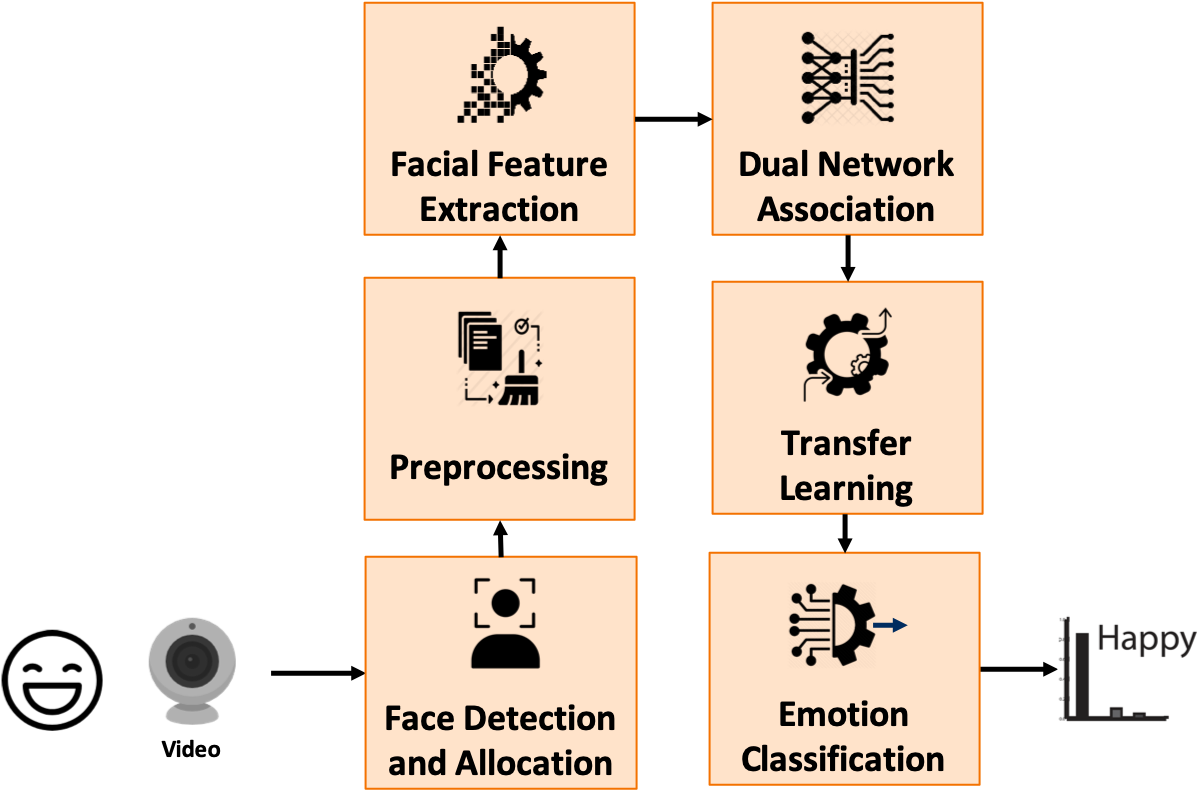 Facial Feature
Extraction
Dual Network
Association
Preprocessing
Transfer
Learning
Video
Face Detection
and Allocation
Emotion
Classification
Happy